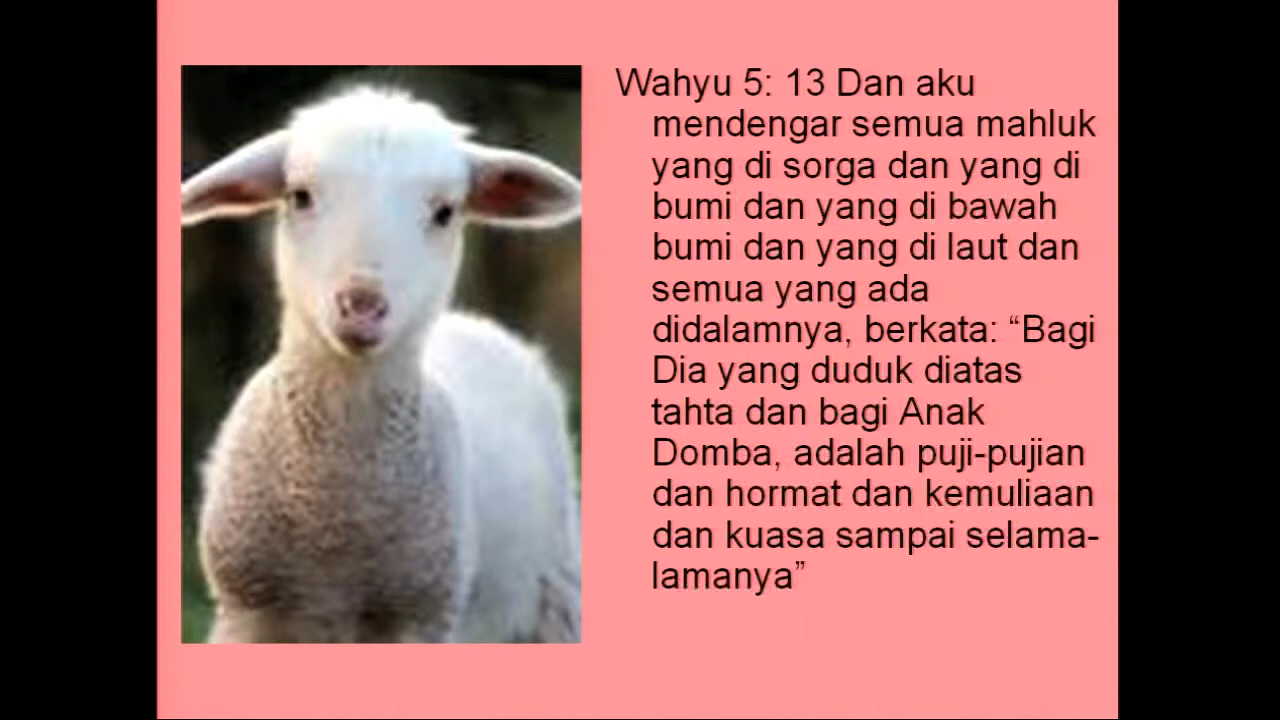 Wahyu 5: 13 Dan aku
mendengar semua mahluk
yang di sorga dan yang di
bumi dan yang di bawah
bumi dan yang di laut dan
semua yang ada
didalamnya, berkata: “Bagi
Dia yang duduk diatas
tahta dan bagi Anak
Domba, adalah puji-pujian
dan hormat dan kemuliaan
dan kuasa sampai selama-
lamanya”